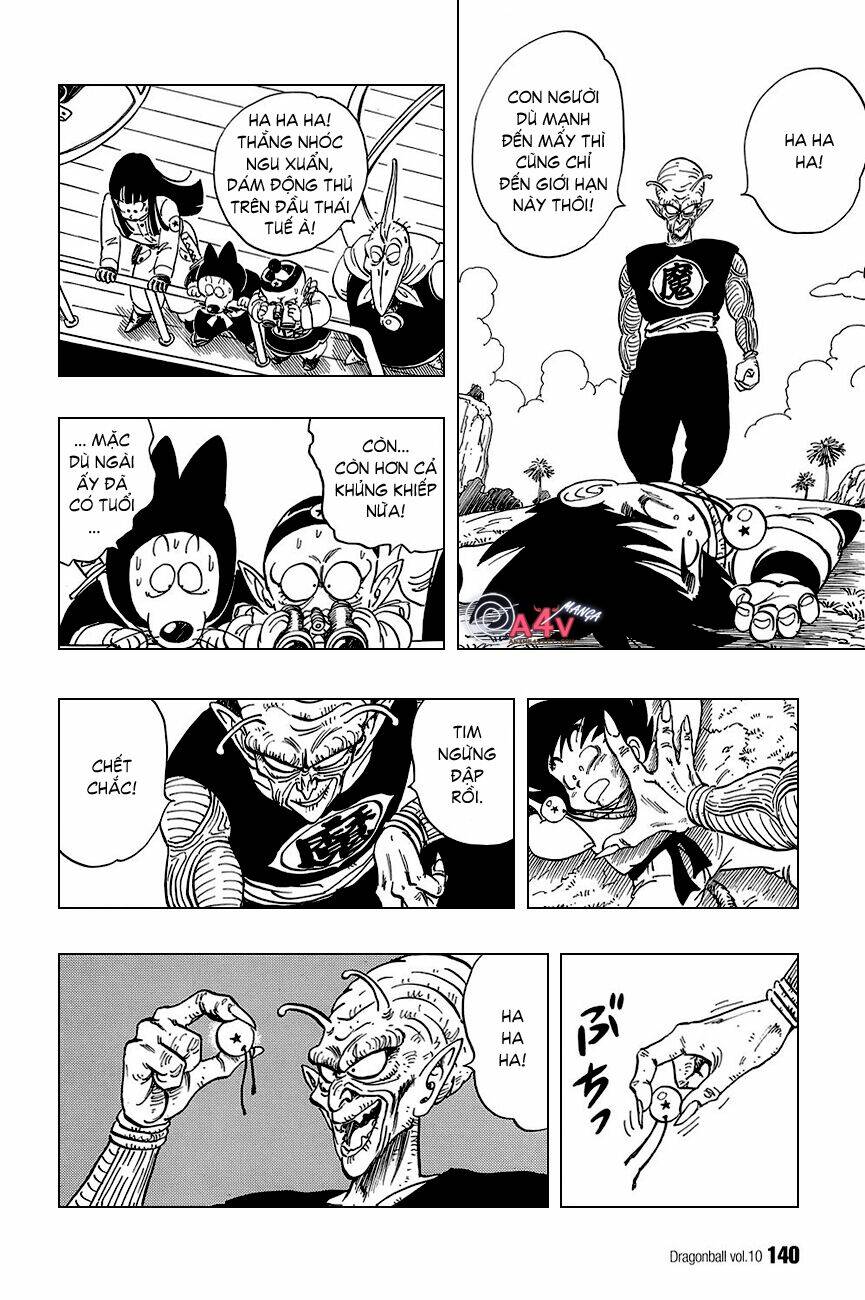 HA HA
HA!
CON NGƯỜI
DÙ MẠNH
ĐẾN MẤY THÌ
CŨNG CHỈ
ĐẾN GIỚI HẠN
NÀY THÔI!
魔
HA HA HA!
THẰNG NHÓC
NGU XUẨN,
DÁM ĐỘNG THỦ
TRÊN ĐẦU THÁI
TUẾ À!
CÒN...
CÒN HƠN CẢ
KHỦNG KHIẾP
NỮA!
... MẶC
DÙ NGÀI
ẤY ĐÃ
CÓ TUỔI
...
A4V
MANGA
TIM
NGỪNG
ĐẬP
RỒI.
CHẾT
CHẮC!
魔
ぶちっ
HA
HA
HA!
Dragonball vol.10 140